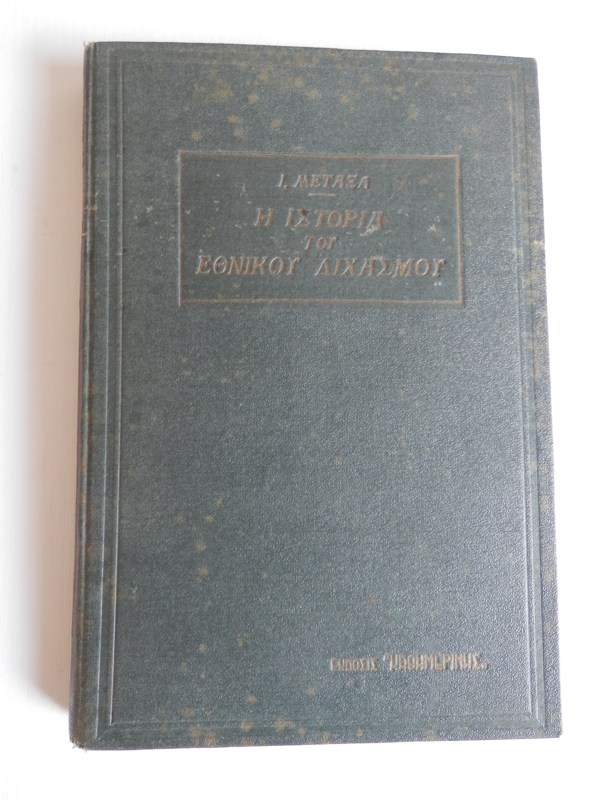 Ι. ΜΕΤΑΞΑ
Η ΙΣΤΟΡΙΑ
ΤΟΥ
ΕΘΝΙΚΟΥ ΔΙΧΑΣΜΟΥ
ΕΚΔΟΣΙΣ "ΚΑΘΗΜΕΡΙΝΗΣ„